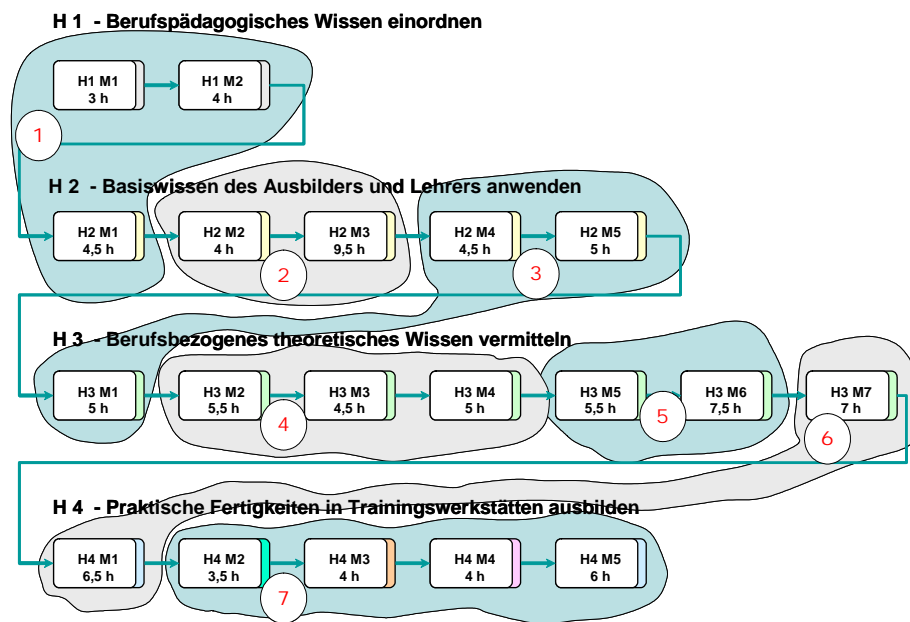 H 1 - Berufspädagogisches Wissen einordnen
H1 M1
3 h
H1 M2
4 h
1
H 2 - Basiswissen des Ausbilders und Lehrers anwenden
H2 M1
4,5 h
H2 M2
4 h
H2 M3
9,5 h
H2 M4
4,5 h
H2 M5
5 h
2
3
H 3 - Berufsbezogenes theoretisches Wissen vermitteln
H3 M1
5 h
H3 M2
5,5 h
H3 M3
4,5 h
H3 M4
5 h
H3 M5
5,5 h
H3 M6
7,5 h
H3 M7
7 h
4
5
6
H 4 - Praktische Fertigkeiten in Trainingswerkstätten ausbilden
H4 M1
6,5 h
H4 M2
3,5 h
H4 M3
4 h
H4 M4
4 h
H4 M5
6 h
7